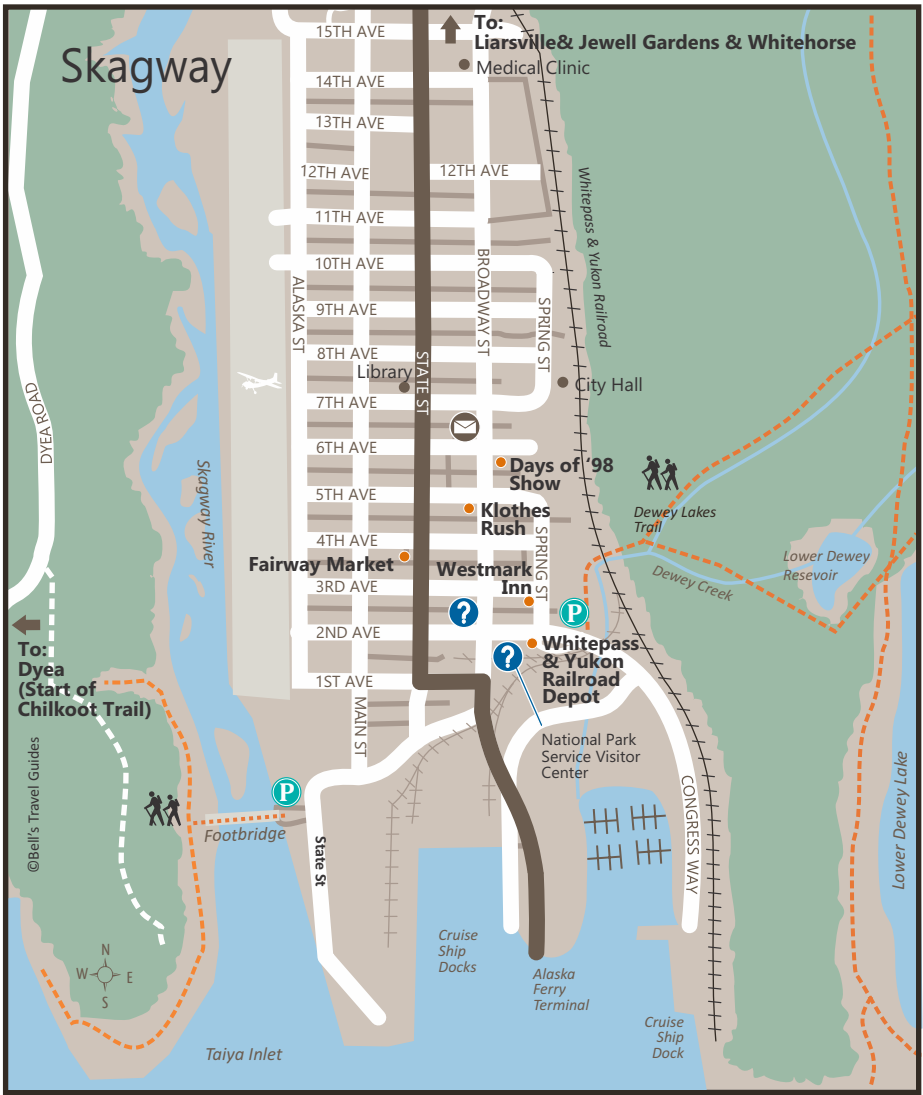 Skagway
To:
Liarsville& Jewell Gardens & Whitehorse
Medical Clinic
15TH AVE
14TH AVE
13TH AVE
12TH AVE
12TH AVE
11TH AVE
10TH AVE
9TH AVE
8TH AVE
Library
7TH AVE
6TH AVE
5TH AVE
4TH AVE
3RD AVE
2ND AVE
1ST AVE
ALASKA ST
STATE ST
BROADWAY ST
SPRING ST
SPRING ST
MAIN ST
Whitepass & Yukon Railroad
City Hall
DYEA ROAD
Skagway River
Days of ‘98
Show
Klothes
Rush
Fairway Market
Westmark
Inn
?
P
?
Whitepass
& Yukon
Railroad
Depot
National Park
Service Visitor
Center
Dewey Lakes
Trail
Dewey Creek
Lower Dewey
Resevoir
Lower Dewey Lake
To:
Dyea
(Start of
Chilkoot Trail)
©Bell's Travel Guides
P
Footbridge
State St
CONGRESS WAY
Cruise
Ship
Docks
Alaska
Ferry
Terminal
Cruise
Ship
Dock
N
W
E
S
Taiya Inlet